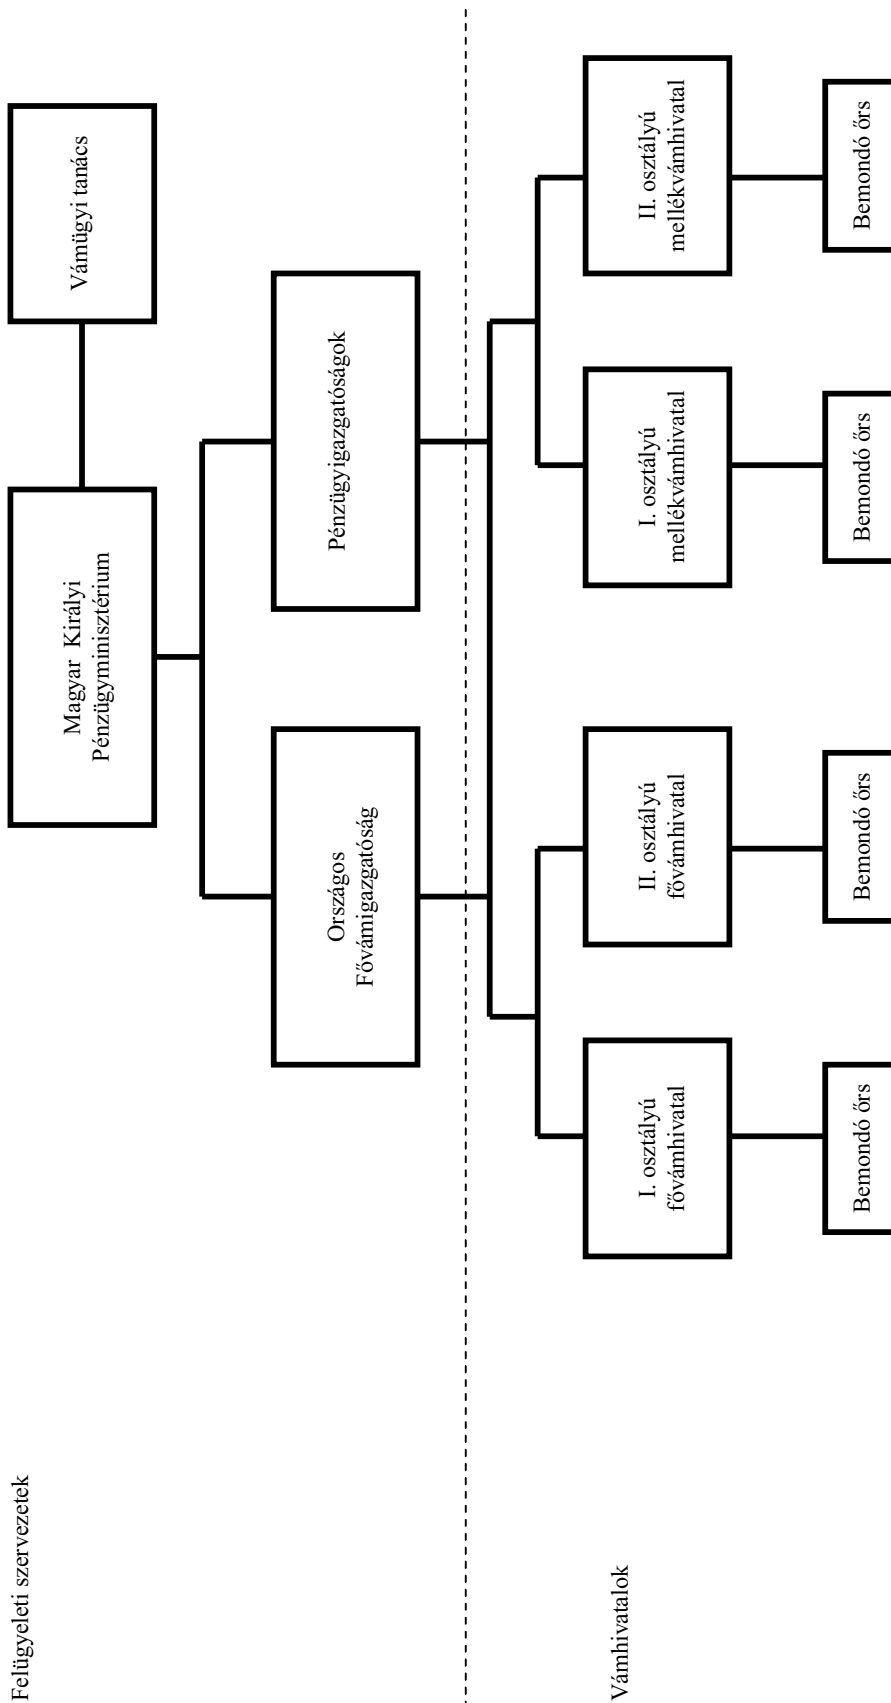 Felügyeleti szervezetek
Magyar Királyi
Pénzügyminisztérium
Vámügyi tanács
Országos
Fővámigazgatóság
Pénzügyigazgatóságok
Vámhivatalok
I. osztályú
fővámhivatal
II. osztályú
fővámhivatal
I. osztályú
mellékvámhivatal
II. osztályú
mellékvámhivatal
Bemondó őrs
Bemondó őrs
Bemondó őrs
Bemondó őrs